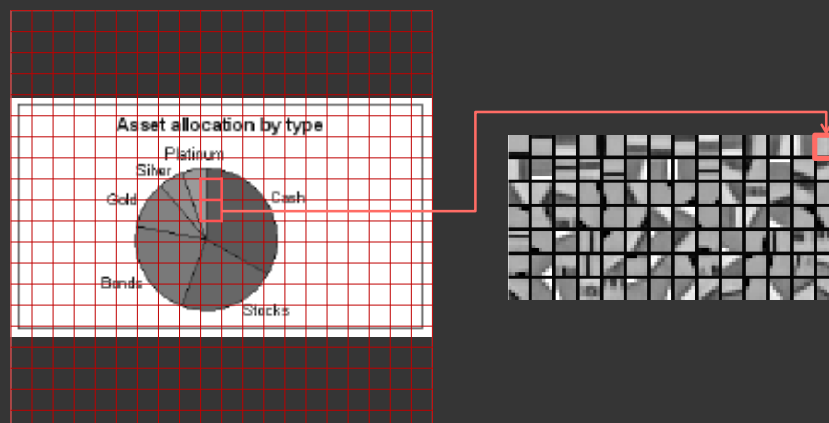 Asset allocation by type
Platinum
Silver
Gold
Cash
Bonds
Stocks